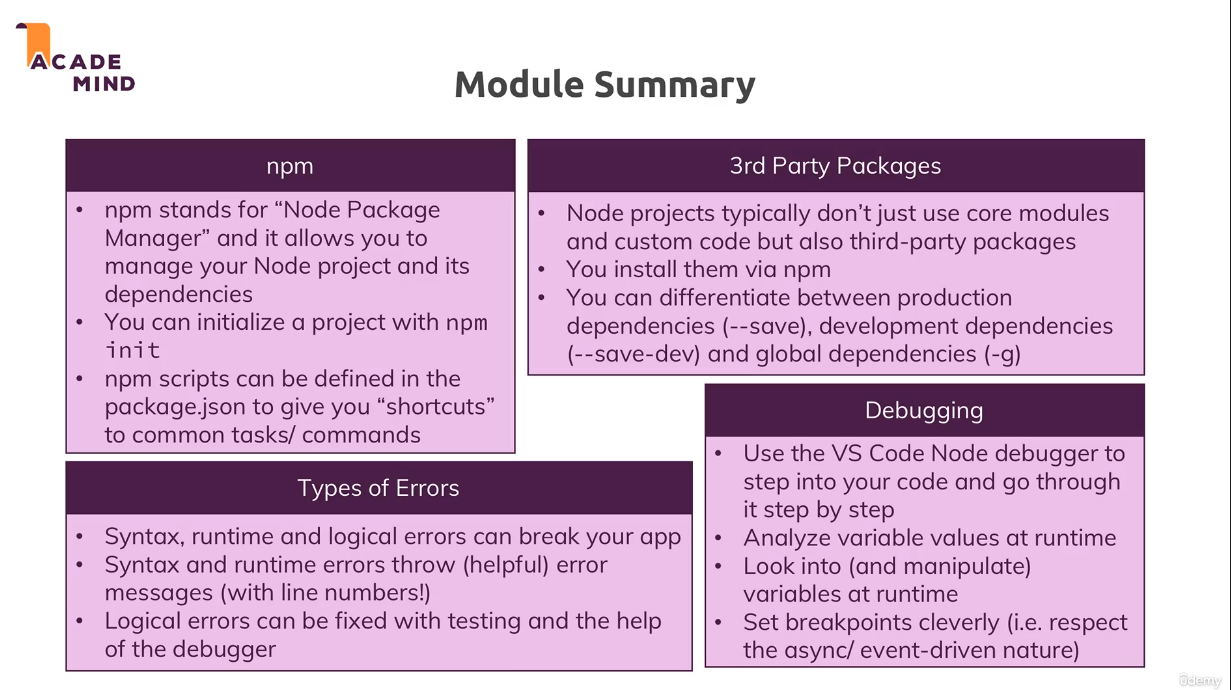 ACADE
MIND
Module Summary
npm
• npm stands for “Node Package
Manager” and it allows you to
manage your Node project and its
dependencies
• You can initialize a project with npm
init
• npm scripts can be defined in the
package.json to give you “shortcuts”
to common tasks/ commands
3rd Party Packages
• Node projects typically don’t just use core modules
and custom code but also third-party packages
• You install them via npm
• You can differentiate between production
dependencies (--save), development dependencies
(--save-dev) and global dependencies (-g)
Types of Errors
• Syntax, runtime and logical errors can break your app
• Syntax and runtime errors throw (helpful) error
messages (with line numbers!)
• Logical errors can be fixed with testing and the help
of the debugger
Debugging
• Use the VS Code Node debugger to
step into your code and go through
it step by step
• Analyze variable values at runtime
• Look into (and manipulate)
variables at runtime
• Set breakpoints cleverly (i.e. respect
the async/ event-driven nature)
ûdemy